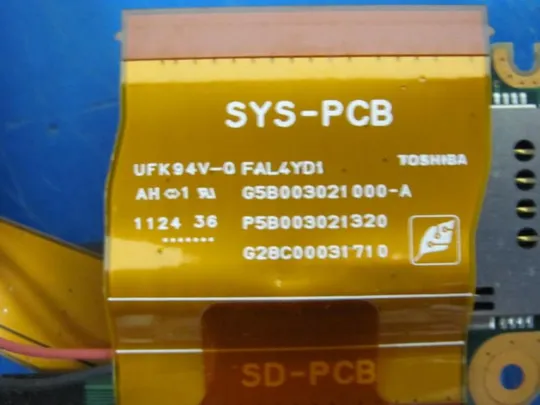 SYS-PCB
UFK94V-0 FAL4YD1 TOSHIBA
AH ⇔1 G5B003021000-A
1124 36 P5B003021320
G28C00031710
SD-PCB